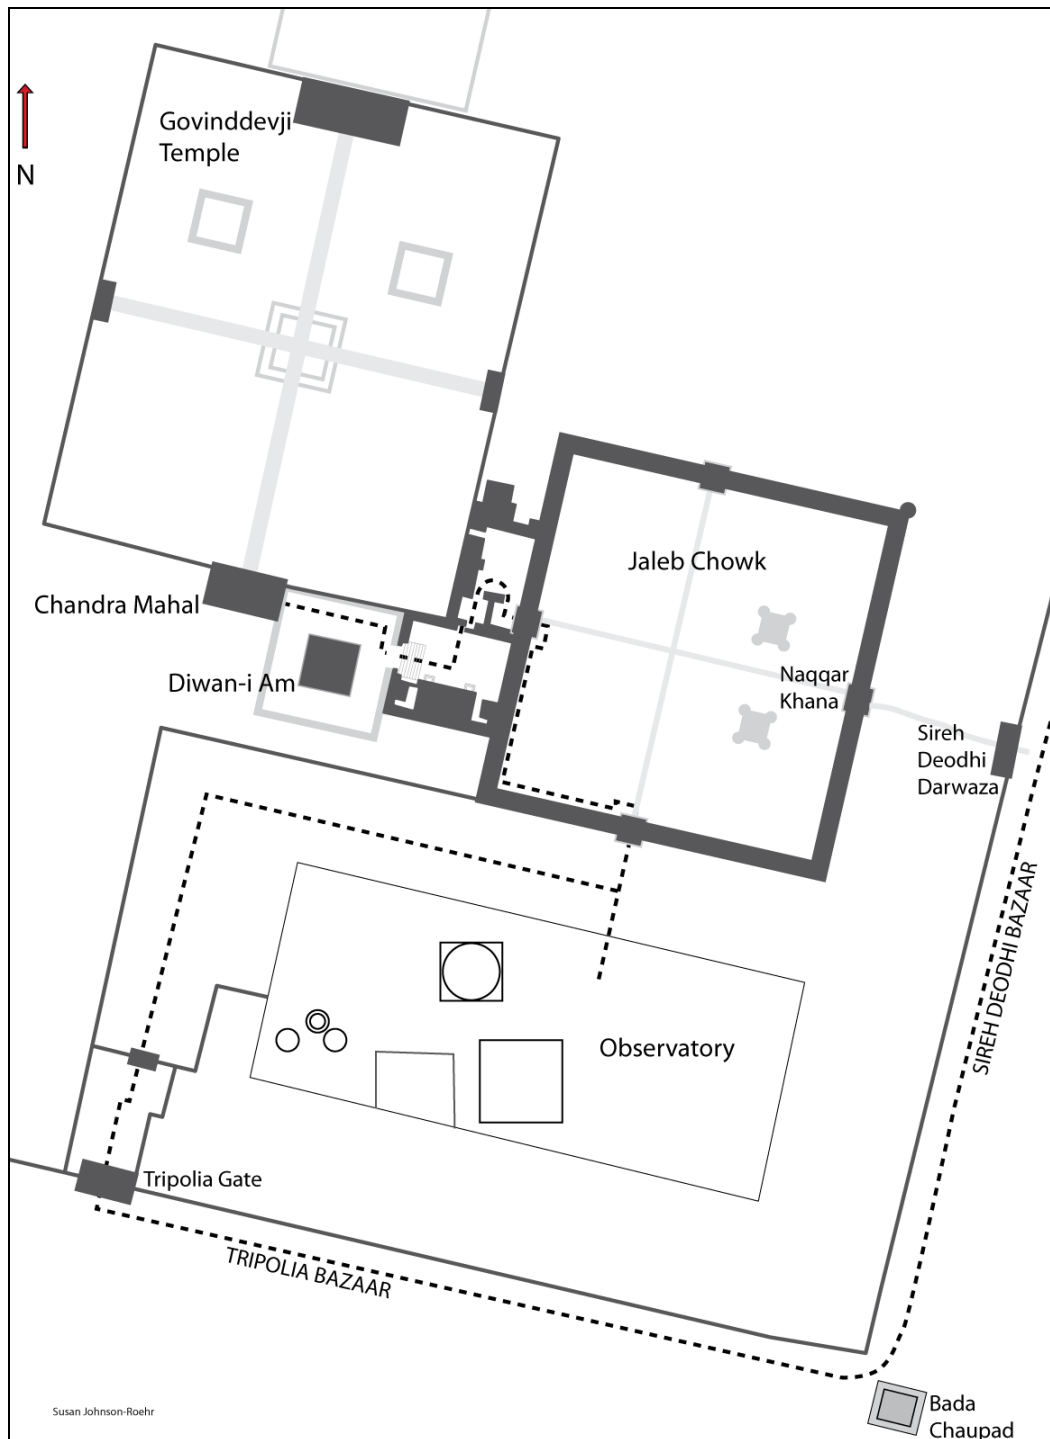 Govinddevji
Temple
N
Jaleb Chowk
Chandra Mahal
Diwan-i Am
Naqqar
Khana
Sireh
Deodhi
Darwaza
SIREH DEODHI BAZAAR
Observatory
Tripolia Gate
TRIPOLIA BAZAAR
Susan Johnson-Roehr
Bada
Chaupad